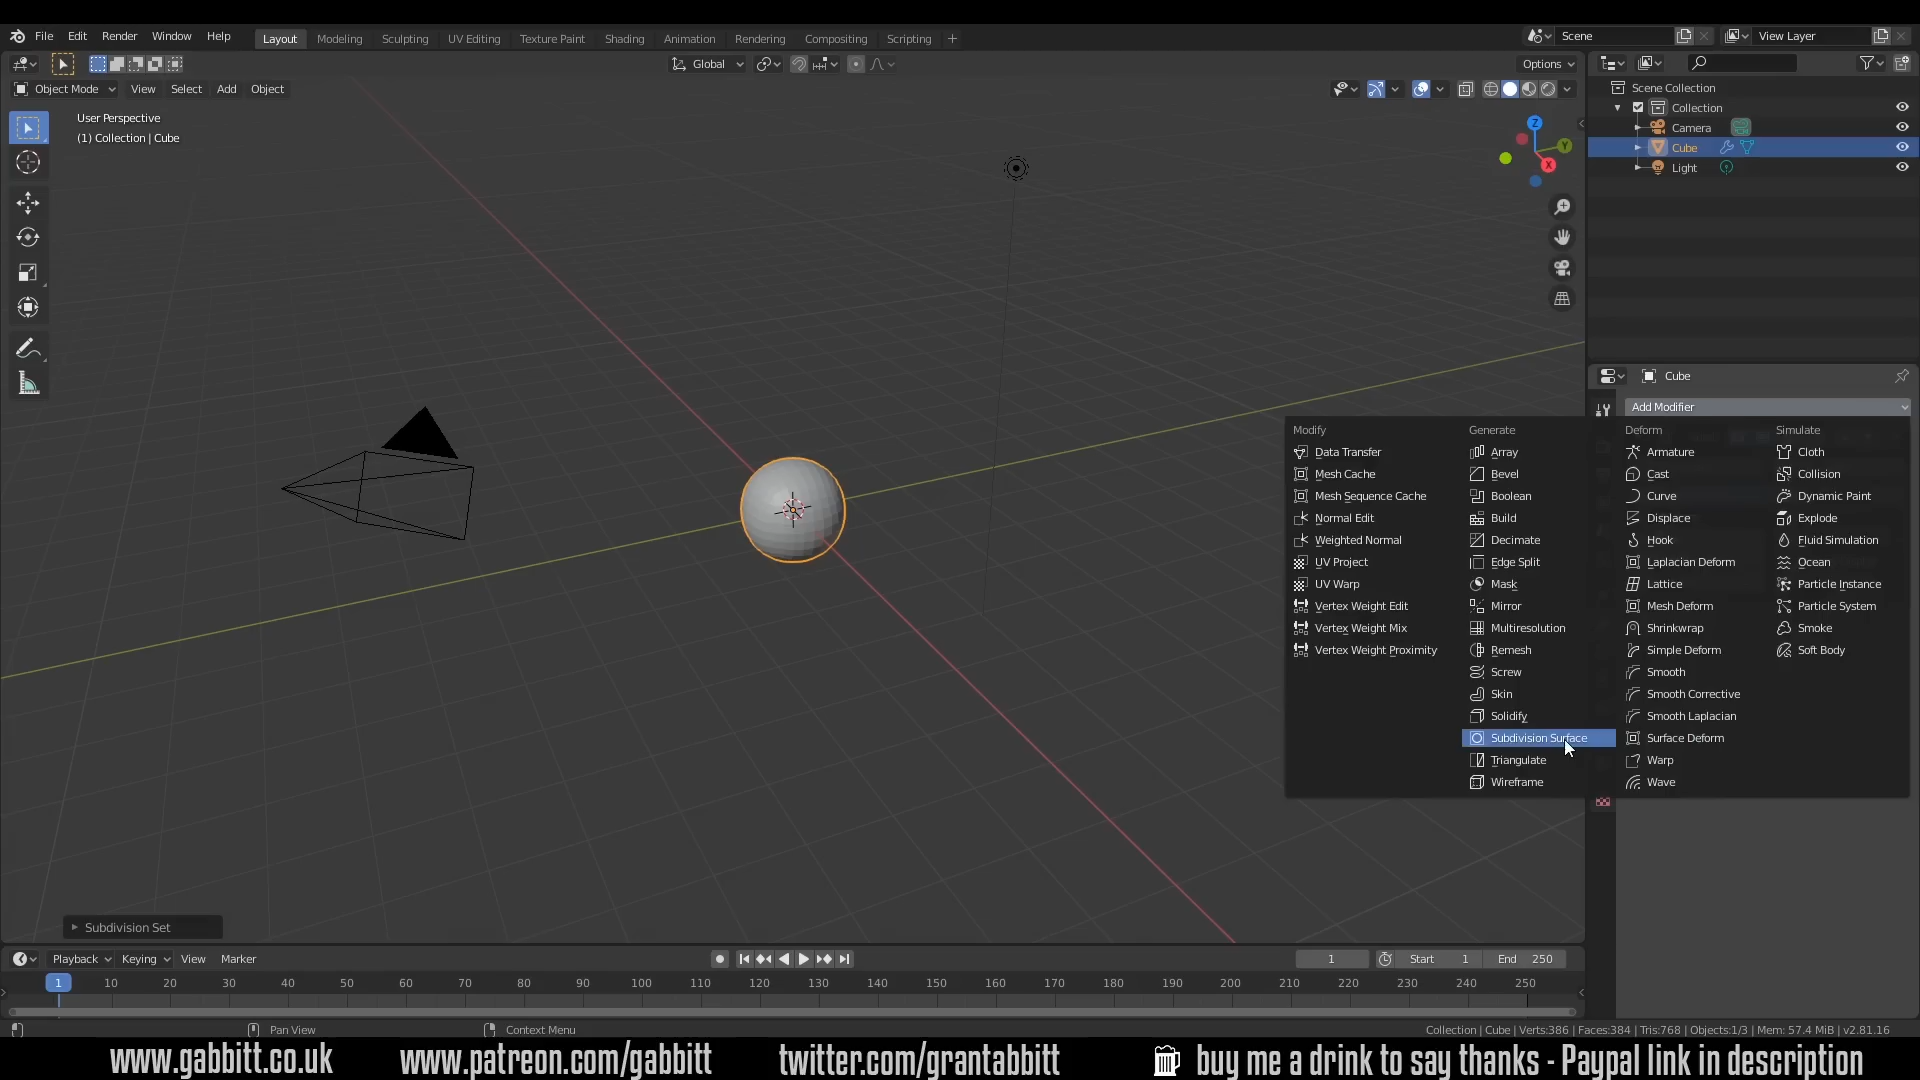 File Edit Render Window Help Layout Modeling Sculpting UV Editing Texture Paint Shading Animation Rendering Compositing Scripting + Scene View Layer
Global Options
Object Mode View Select Add Object
User Perspective
(1) Collection | Cube
Z
Y
X
Scene Collection
Collection
Camera
Cube
Light
Cube
Add Modifier
Modify
Data Transfer
Mesh Cache
Mesh Sequence Cache
Normal Edit
Weighted Normal
UV Project
UV Warp
Vertex Weight Edit
Vertex Weight Mix
Vertex Weight Proximity
Generate
Array
Bevel
Boolean
Build
Decimate
Edge Split
Mask
Mirror
Multiresolution
Remesh
Screw
Skin
Solidify
Subdivision Surface
Triangulate
Wireframe
Deform
Armature
Cast
Curve
Displace
Hook
Laplacian Deform
Lattice
Mesh Deform
Shrinkwrap
Simple Deform
Smooth
Smooth Corrective
Smooth Laplacian
Surface Deform
Warp
Wave
Simulate
Cloth
Collision
Dynamic Paint
Explode
Fluid Simulation
Ocean
Particle Instance
Particle System
Smoke
Soft Body
Subdivision Set
Playback Keying View Marker 1 Start 1 End 250
1 10 20 30 40 50 60 70 80 90 100 110 120 130 140 150 160 170 180 190 200 210 220 230 240 250
Pan View Context Menu Collection | Cube | Verts:386 | Faces:384 | Tris:768 | Objects:1/3 | Mem: 57.4 MiB | v2.81.16
www.gabbitt.co.uk www.patreon.com/gabbitt twitter.com/grantabbitt buy me a drink to say thanks - Paypal link in description